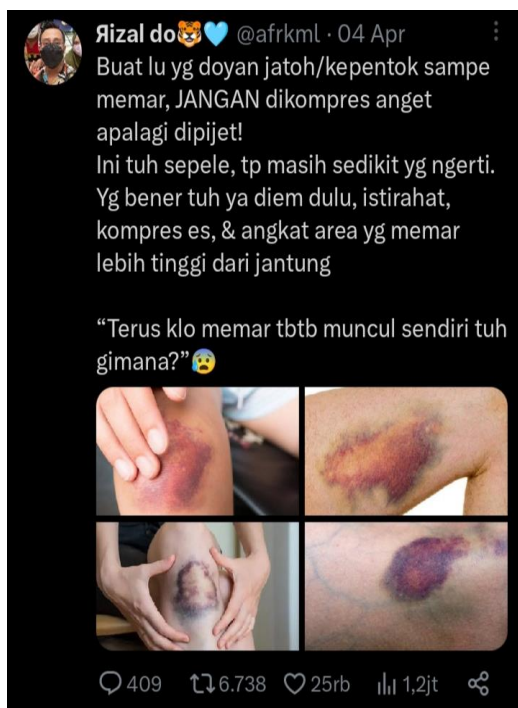 Яizal do🐯🩵 @afrkml · 04 Apr
Buat lu yg doyan jatoh/kepentok sampe
memar, JANGAN dikompres anget
apalagi dipijet!
Ini tuh sepele, tp masih sedikit yg ngerti.
Yg bener tuh ya diem dulu, istirahat,
kompres es, & angkat area yg memar
lebih tinggi dari jantung
“Terus klo memar tbtb muncul sendiri tuh
gimana?”😰
409 6.738 25rb 1,2jt